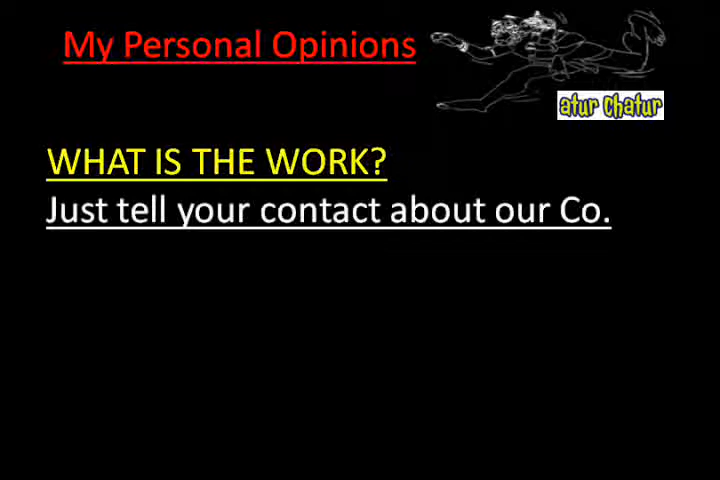 My Personal Opinions
atur chatur
WHAT IS THE WORK?
Just tell your contact about our Co.